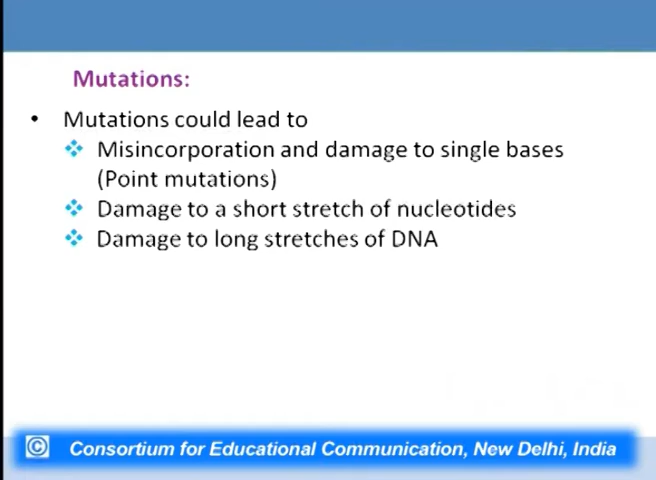 Mutations:
• Mutations could lead to
❖ Misincorporation and damage to single bases
(Point mutations)
❖ Damage to a short stretch of nucleotides
❖ Damage to long stretches of DNA
© Consortium for Educational Communication, New Delhi, India